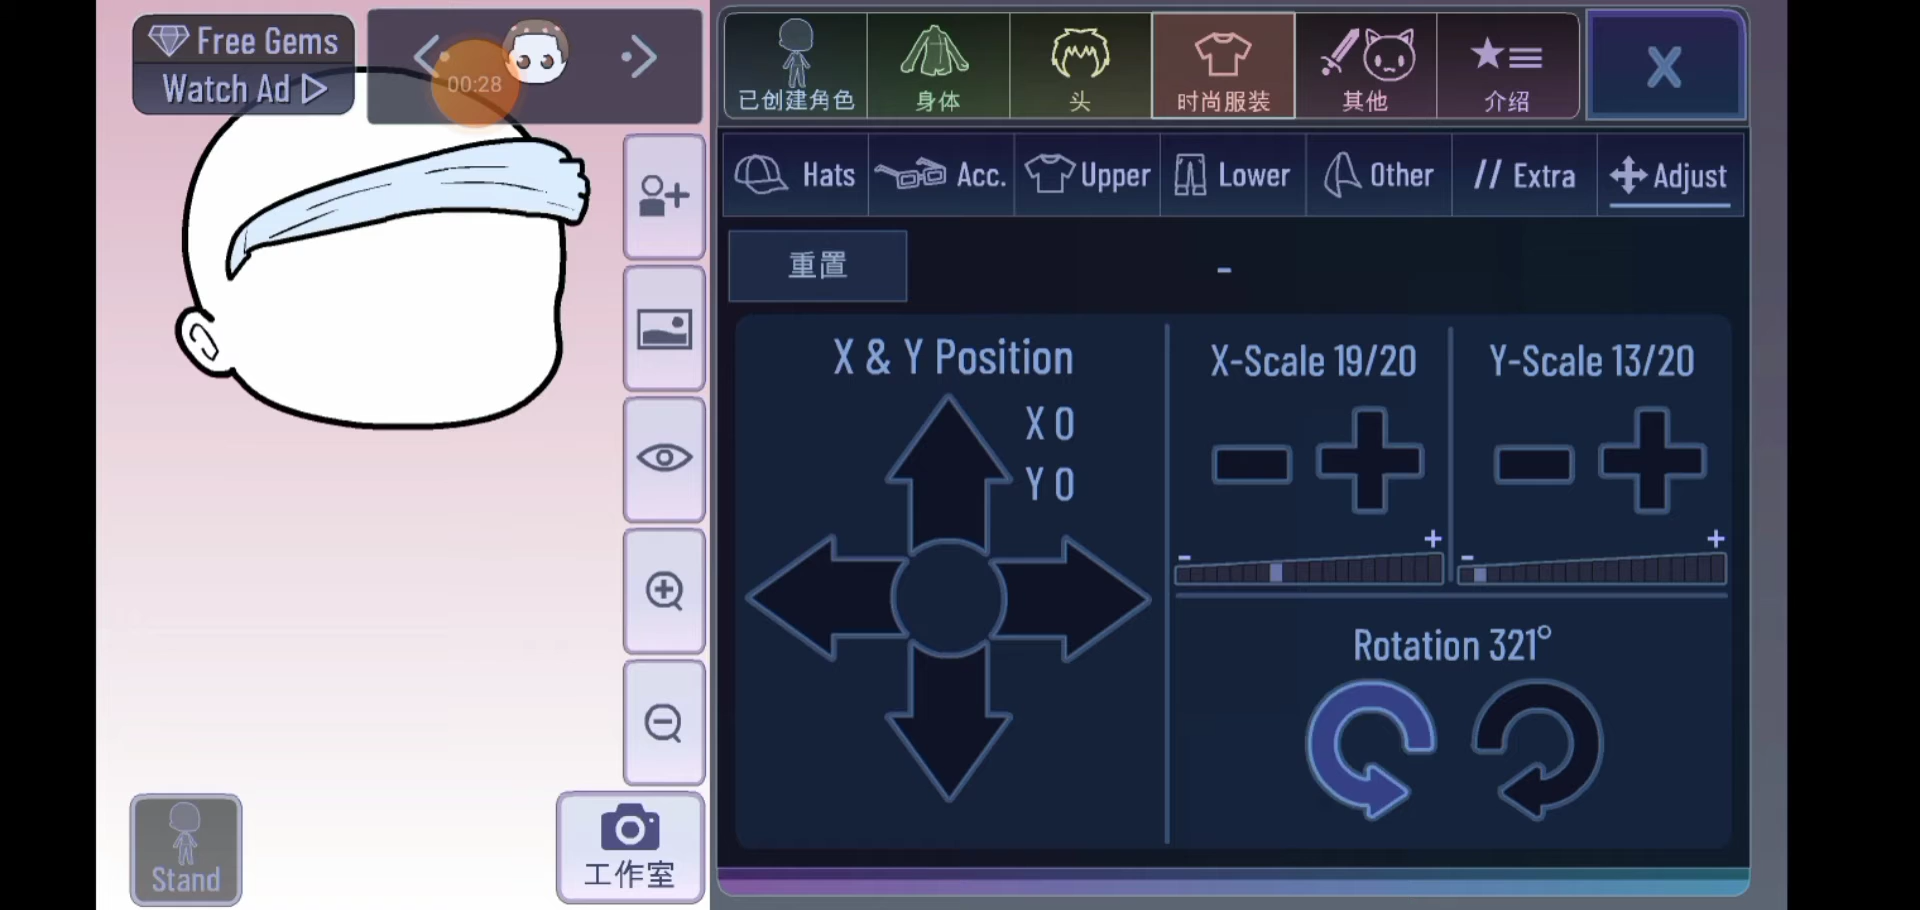 Free Gems
Watch Ad
00:28
已创建角色
身体
头
时尚服装
其他
介绍
X
Hats
Acc.
Upper
Lower
Other
// Extra
Adjust
重置
-
X & Y Position
X 0
Y 0
X-Scale 19/20
Y-Scale 13/20
- +
- +
Rotation 321°
Stand
工作室